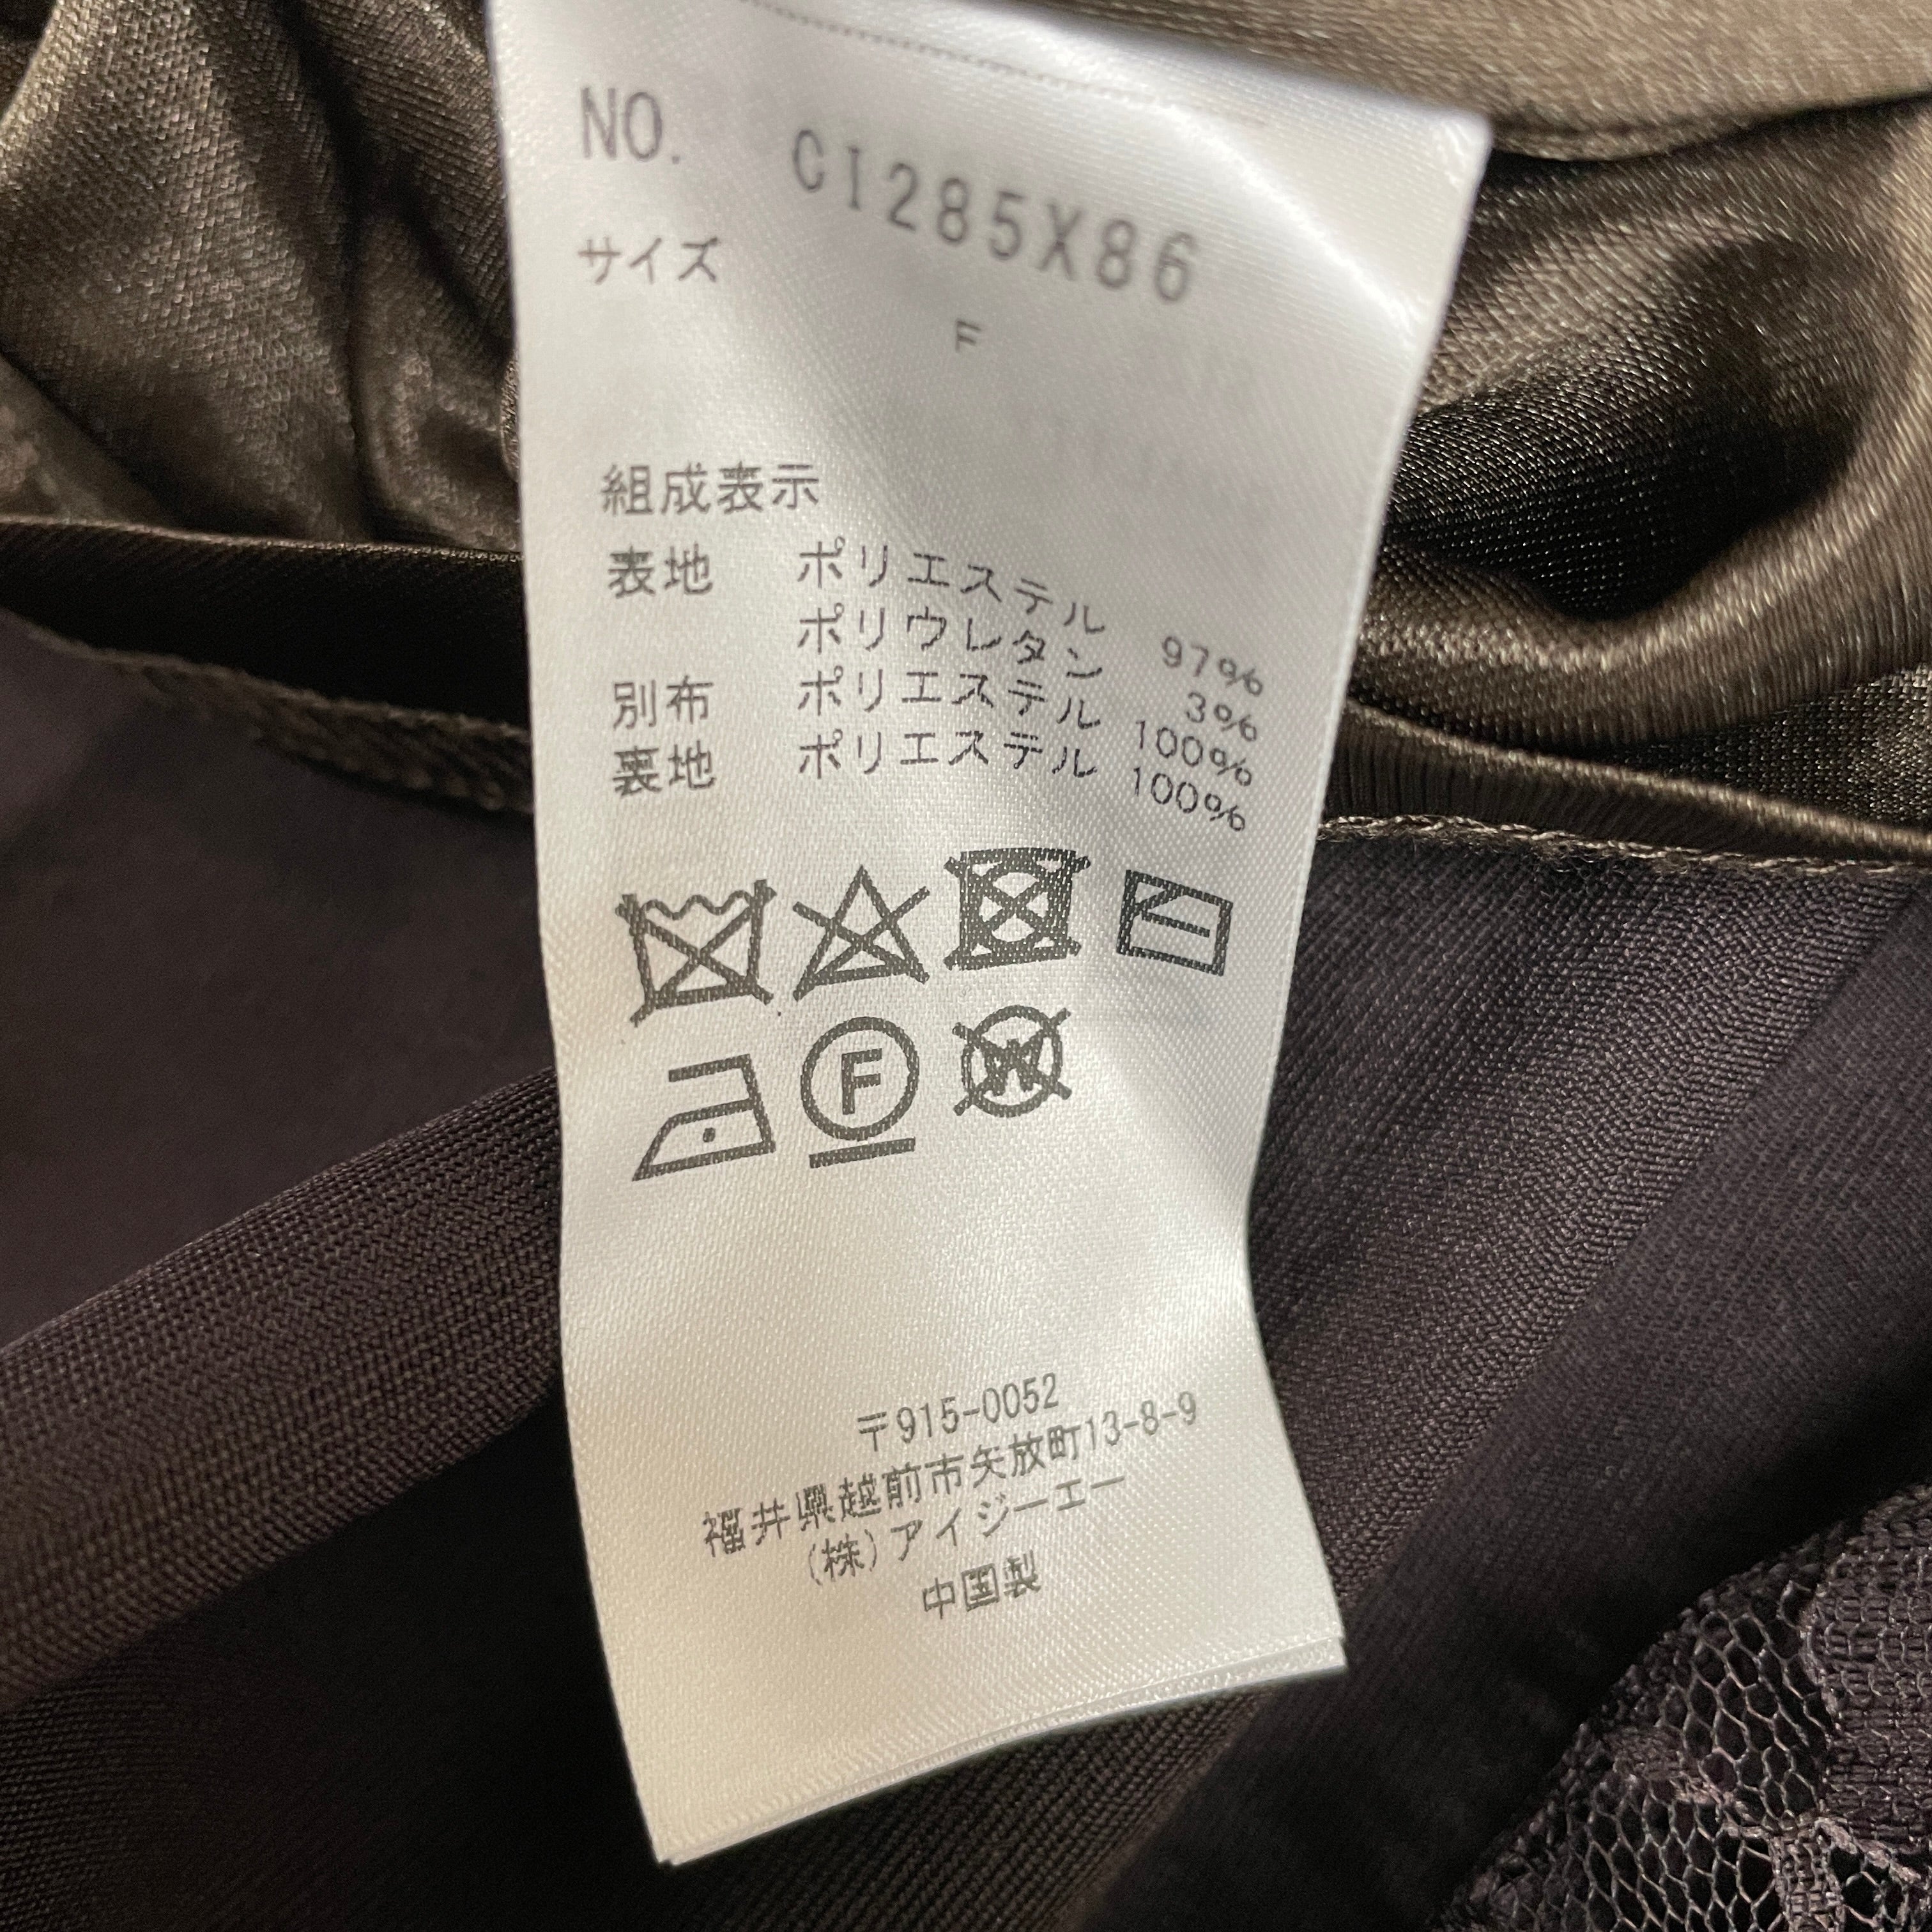 NO. CI285X86
サイズ
F
組成表示
表地 ポリエステル 97%
ポリウレタン 3%
別布 ポリエステル 100%
裏地 ポリエステル 100%
F
W
〒915-0052
福井県越前市矢放町13-8-9
(株)アイジーエー
中国製